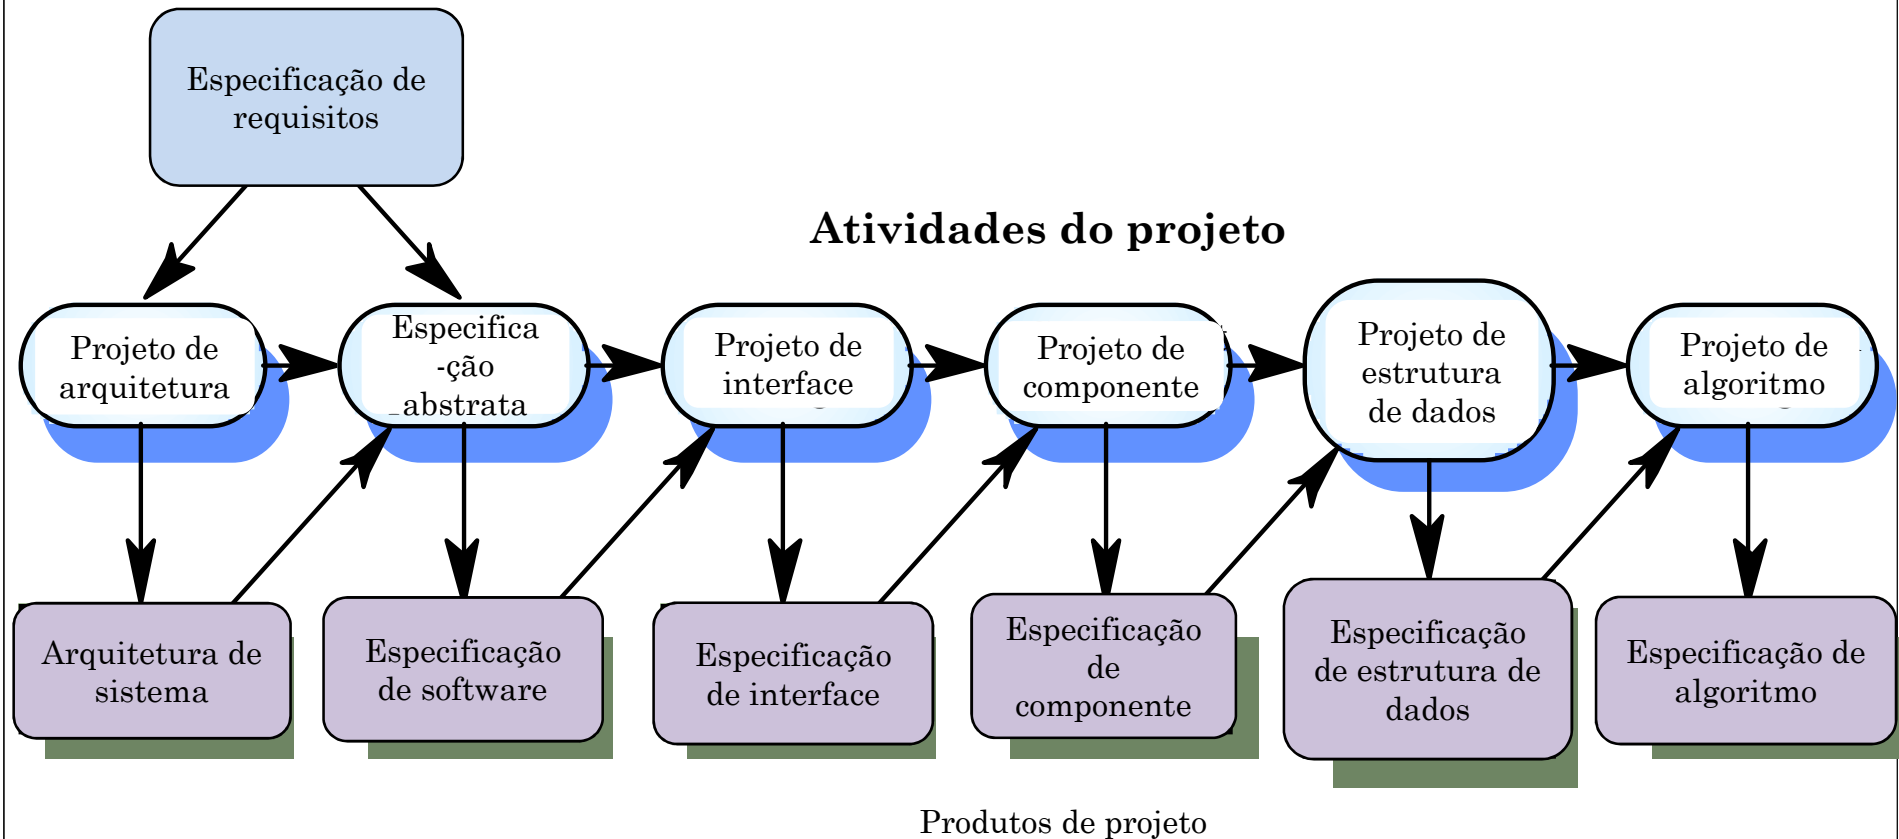 Especificação de
requisitos
Atividades do projeto
Projeto de
arquitetura
Especifica
-ção
abstrata
Projeto de
interface
Projeto de
componente
Projeto de
estrutura
de dados
Projeto de
algoritmo
Arquitetura de
sistema
Especificação
de software
Especificação
de interface
Especificação
de
componente
Especificação
de estrutura de
dados
Especificação de
algoritmo
Produtos de projeto